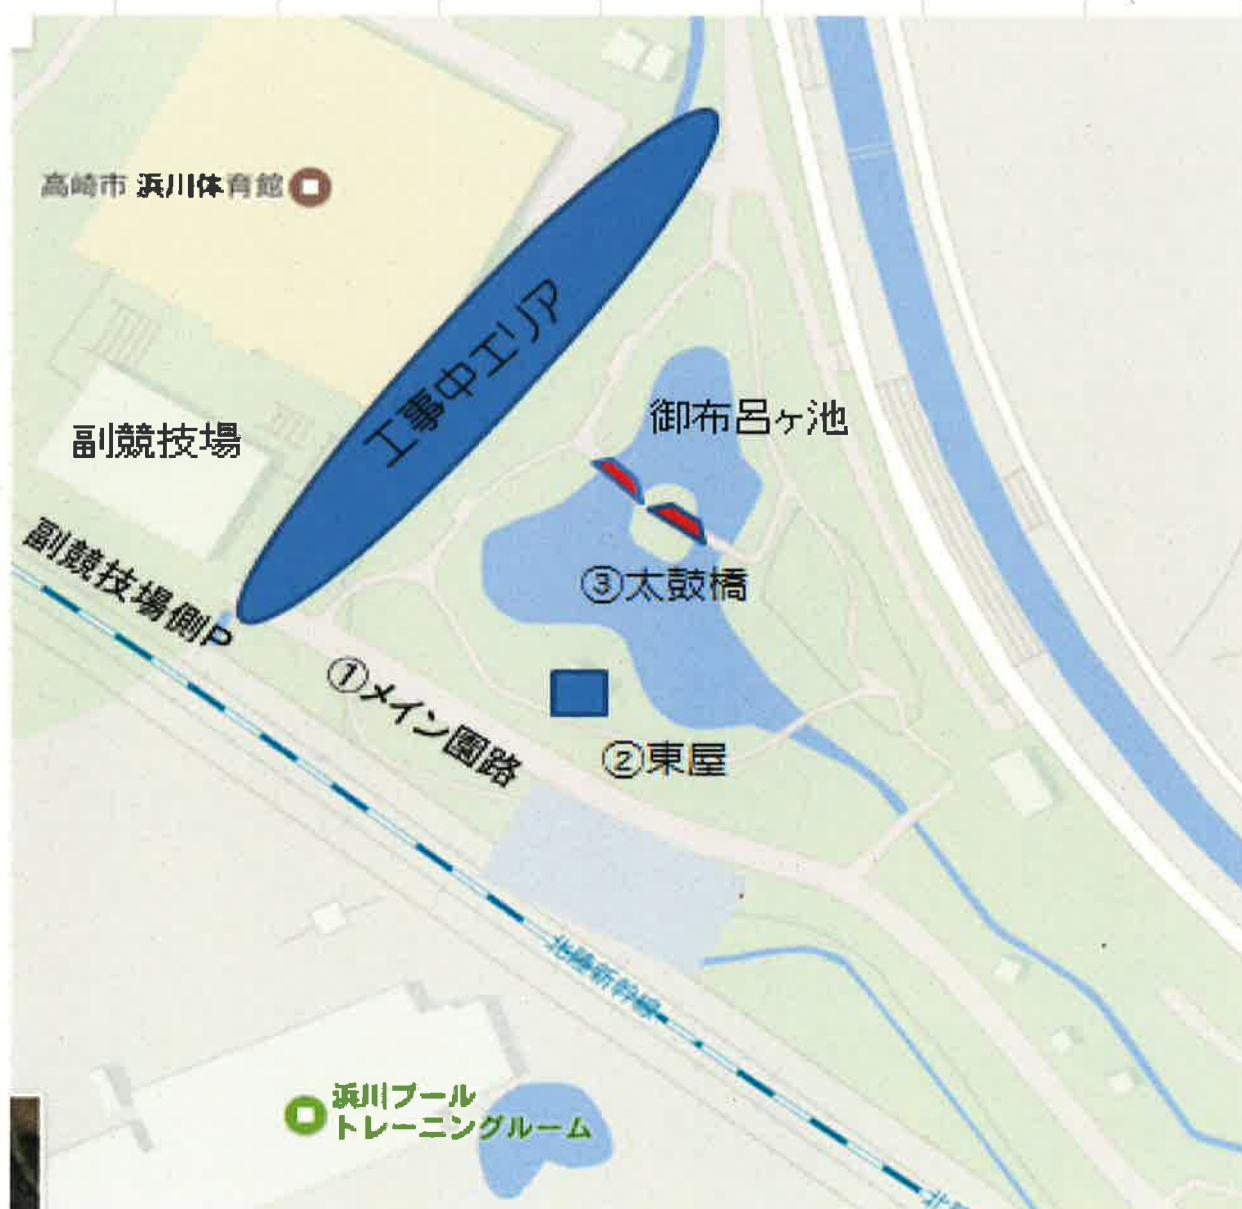 高崎市 浜川体育館
工事中エリア
副競技場
御布呂ヶ池
副競技場側P
③太鼓橋
①メイン園路
②東屋
北陸新幹線
浜川プール
トレーニングルーム